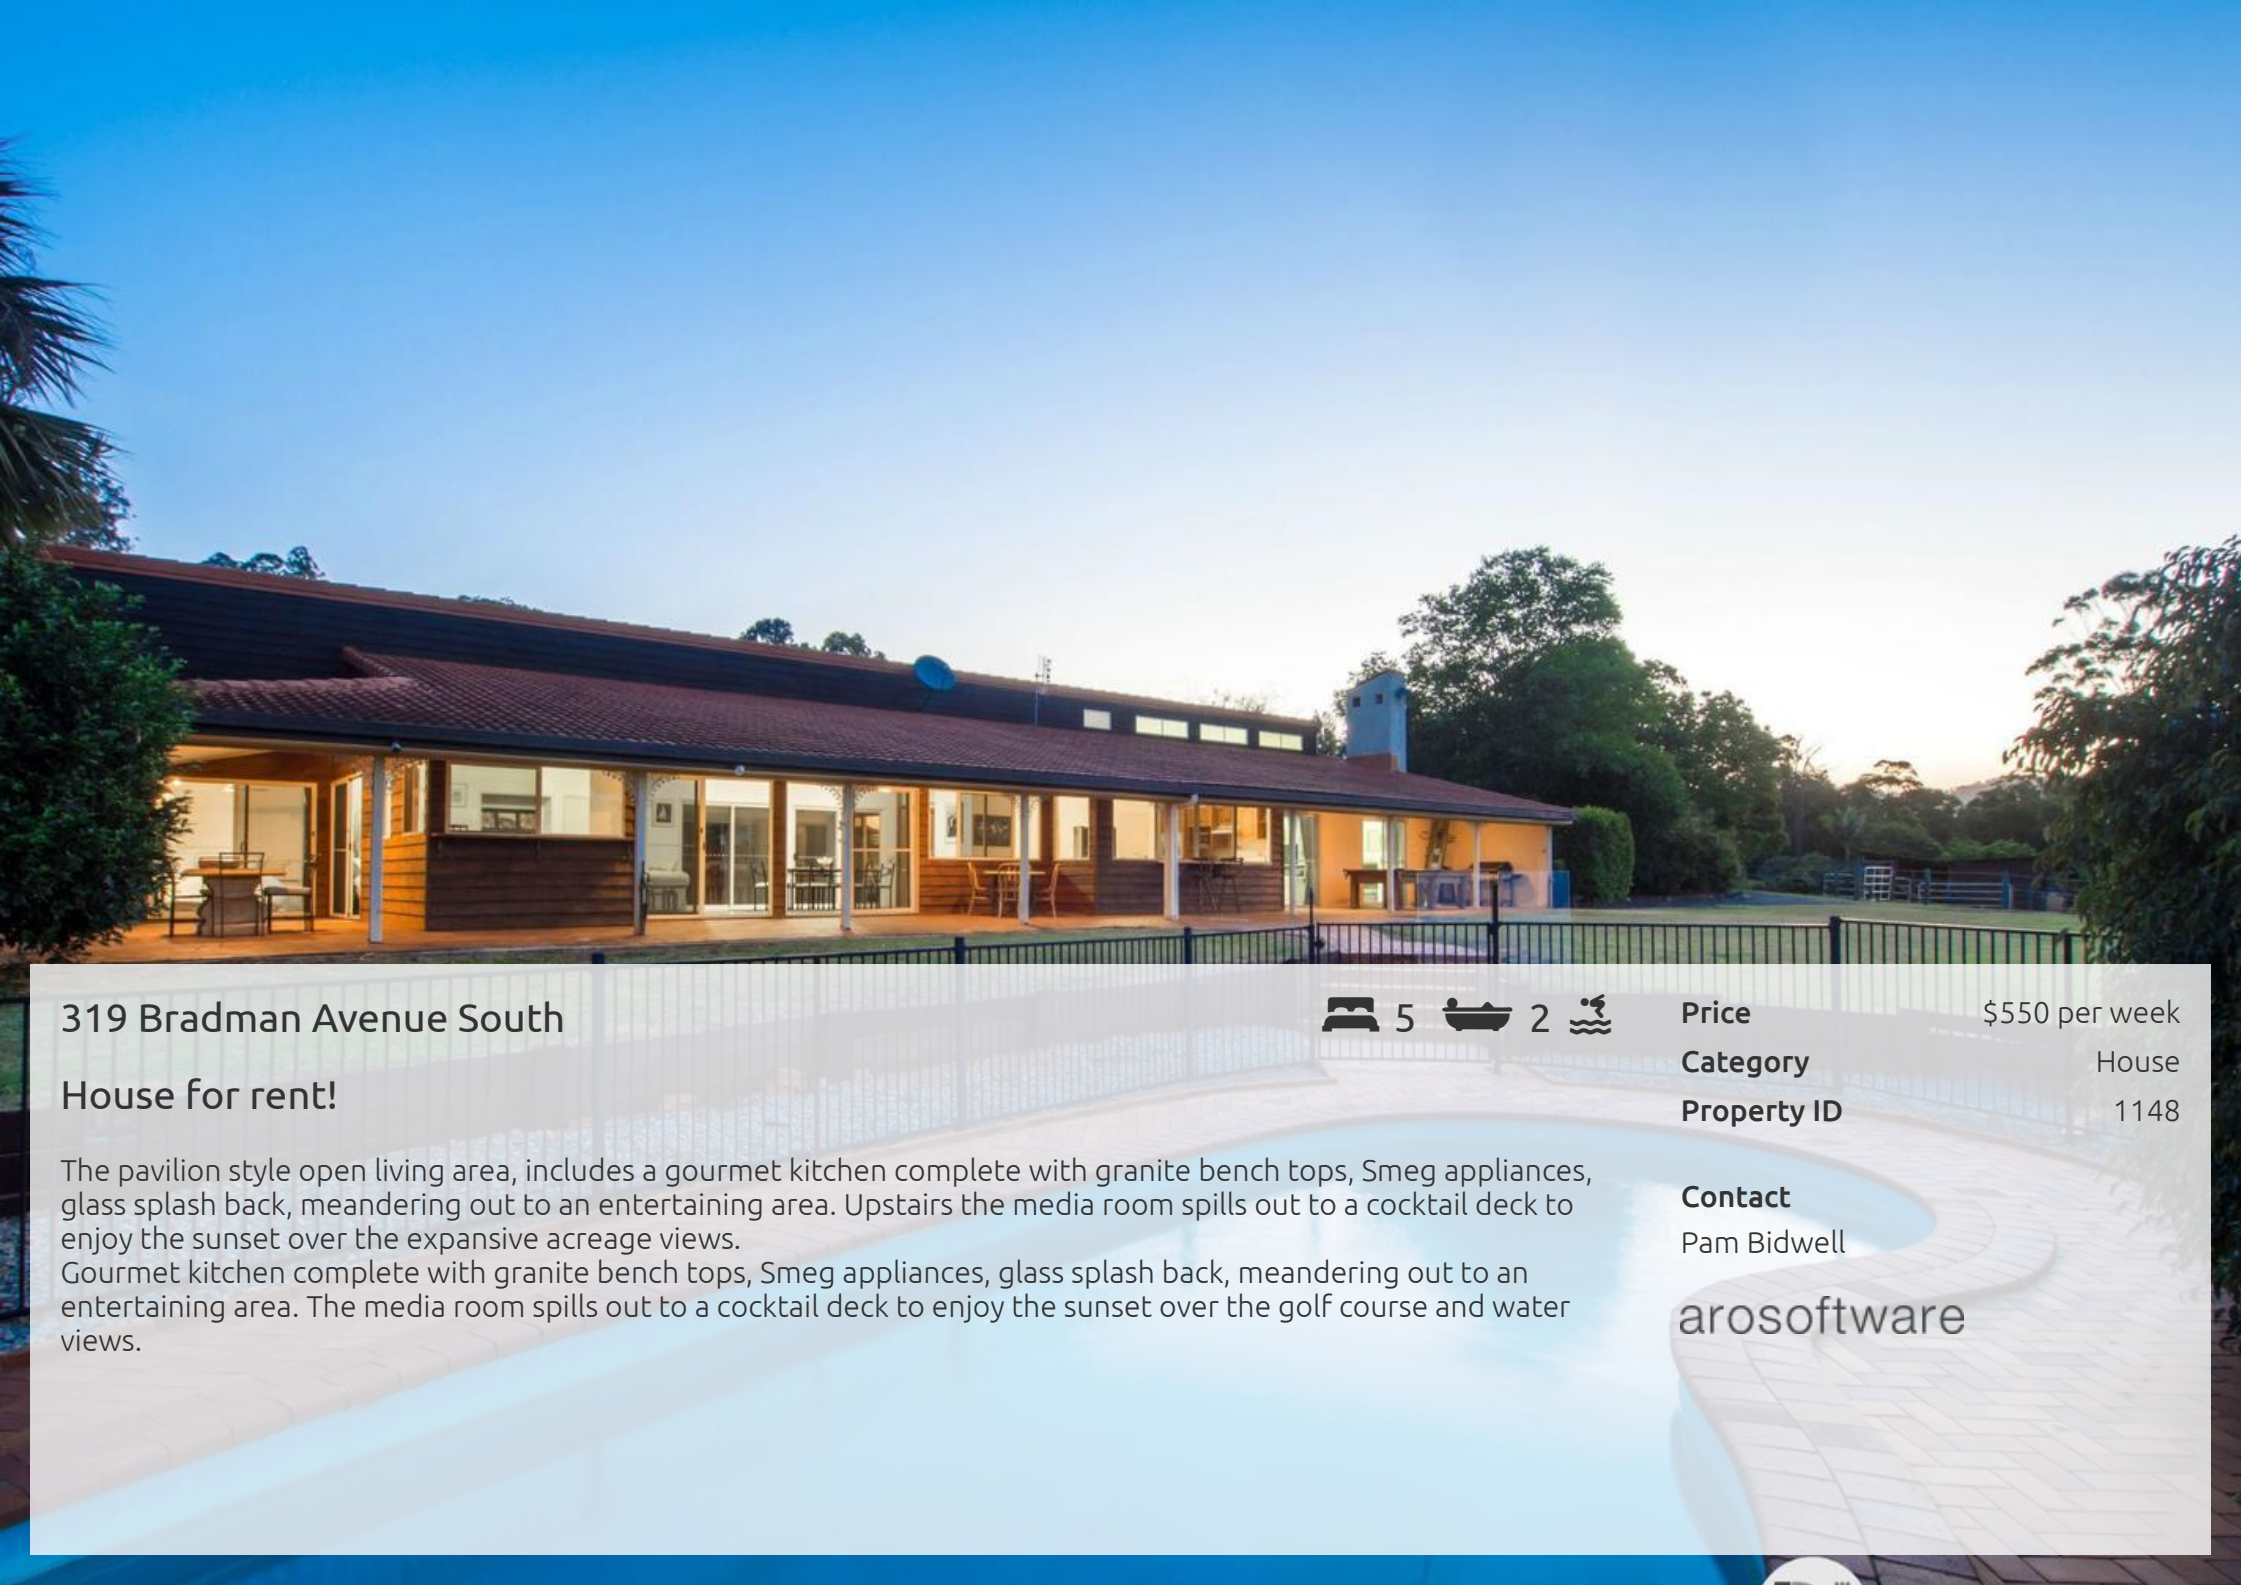 319 Bradman Avenue South
5 2
House for rent!
The pavilion style open living area, includes a gourmet kitchen complete with granite bench tops, Smeg appliances,
glass splash back, meandering out to an entertaining area. Upstairs the media room spills out to a cocktail deck to
enjoy the sunset over the expansive acreage views.
Gourmet kitchen complete with granite bench tops, Smeg appliances, glass splash back, meandering out to an
entertaining area. The media room spills out to a cocktail deck to enjoy the sunset over the golf course and water
views.
Price $550 per week
Category House
Property ID 1148
Contact
Pam Bidwell
arosoftware